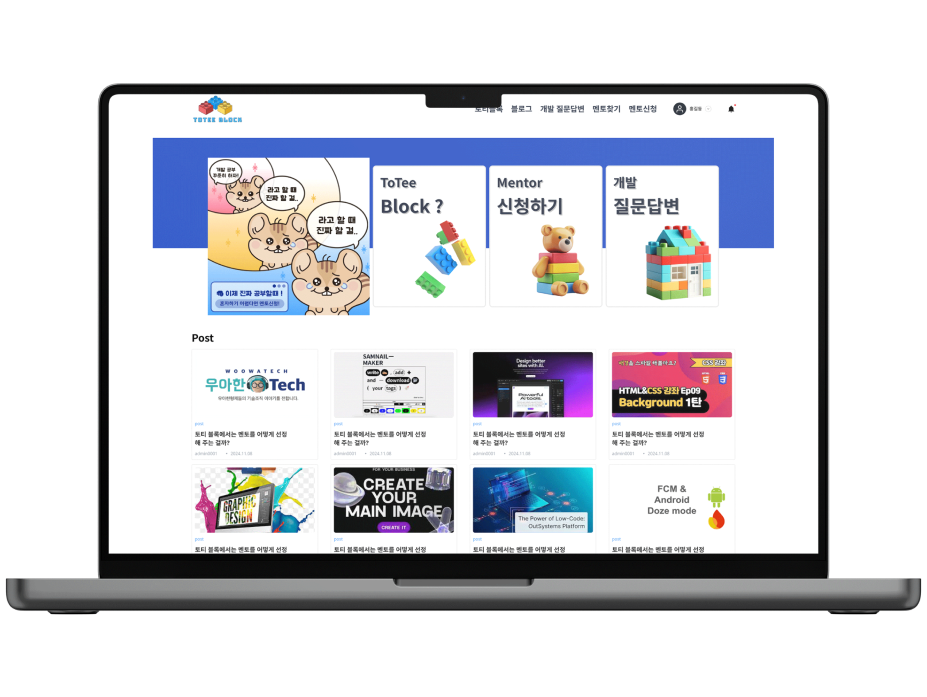 TOTEE BLOCK
토티블록 블로그 개발 질문답변 멘토찾기 멘토신청
홍길동
개발 공부
꾸준히 하자!
라고 할 때
진짜 할 걸..
라고 할 때
진짜 할 걸..
이제 진짜 공부할때 !
혼자하기 어렵다면 멘토신청!
ToTee
Block ?
Mentor
신청하기
개발
질문답변
Post
WOOWATECH
우아한 Tech
우아한형제들의 기술조직 이야기를 전합니다.
post
토티 블록에서는 멘토를 어떻게 선정
해 주는 걸까?
admin0001 • 2024.11.08
SAMNAIL—
MAKER
write add +
and — download
( your tags )
post
토티 블록에서는 멘토를 어떻게 선정
해 주는 걸까?
admin0001 • 2024.11.08
Design better
sites with AI.
Powerful
AI tools.
post
토티 블록에서는 멘토를 어떻게 선정
해 주는 걸까?
admin0001 • 2024.11.08
CSS강좌
HTML&CSS 강좌 Ep09
Background 1탄
post
토티 블록에서는 멘토를 어떻게 선정
해 주는 걸까?
admin0001 • 2024.11.08
GRAPHIC
DESIGN
post
토티 블록에서는 멘토를 어떻게 선정
FOR YOUR BUSINESS
CREATE
YOUR
MAIN IMAGE
CREATE IT
post
토티 블록에서는 멘토를 어떻게 선정
The Power of Low-Code:
OutSystems Platform
post
토티 블록에서는 멘토를 어떻게 선정
FCM &
Android
Doze mode
post
토티 블록에서는 멘토를 어떻게 선정